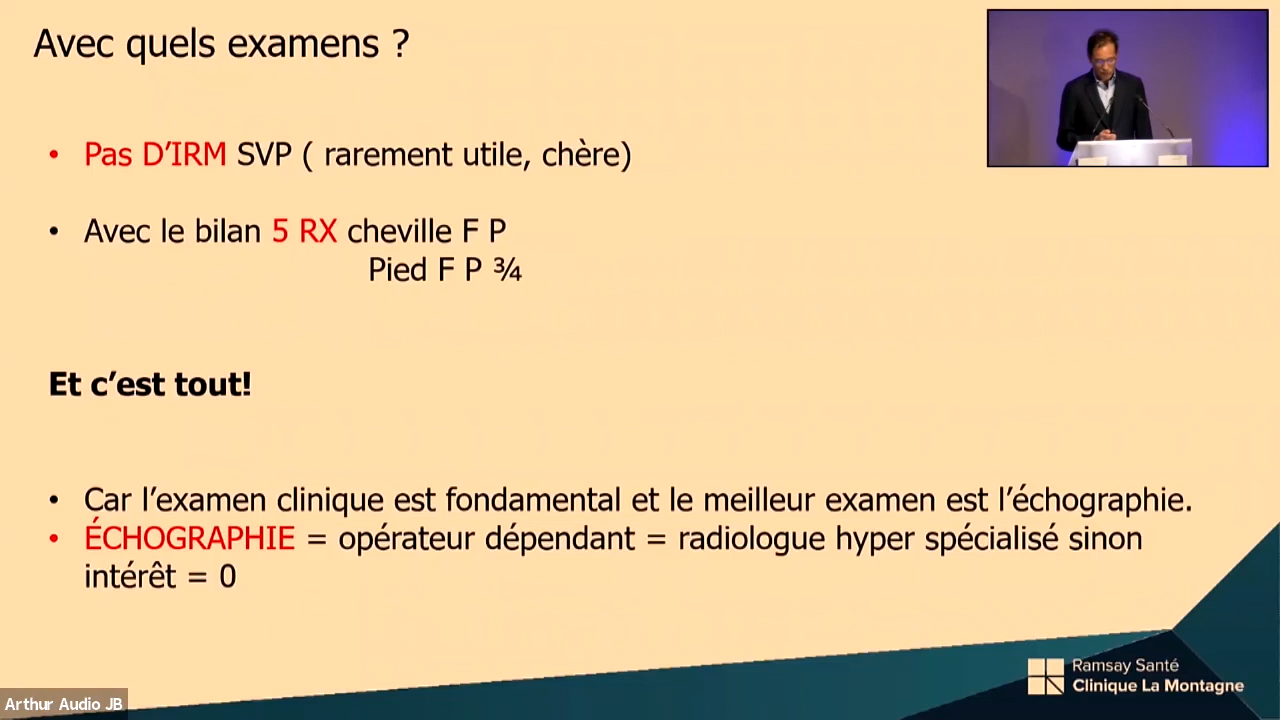 Avec quels examens ?
• Pas D’IRM SVP ( rarement utile, chère)
• Avec le bilan 5 RX cheville F P
Pied F P ¾
Et c’est tout!
• Car l’examen clinique est fondamental et le meilleur examen est l’échographie.
• ÉCHOGRAPHIE = opérateur dépendant = radiologue hyper spécialisé sinon
intérêt = 0
Ramsay Santé
Clinique La Montagne
Arthur Audio JB